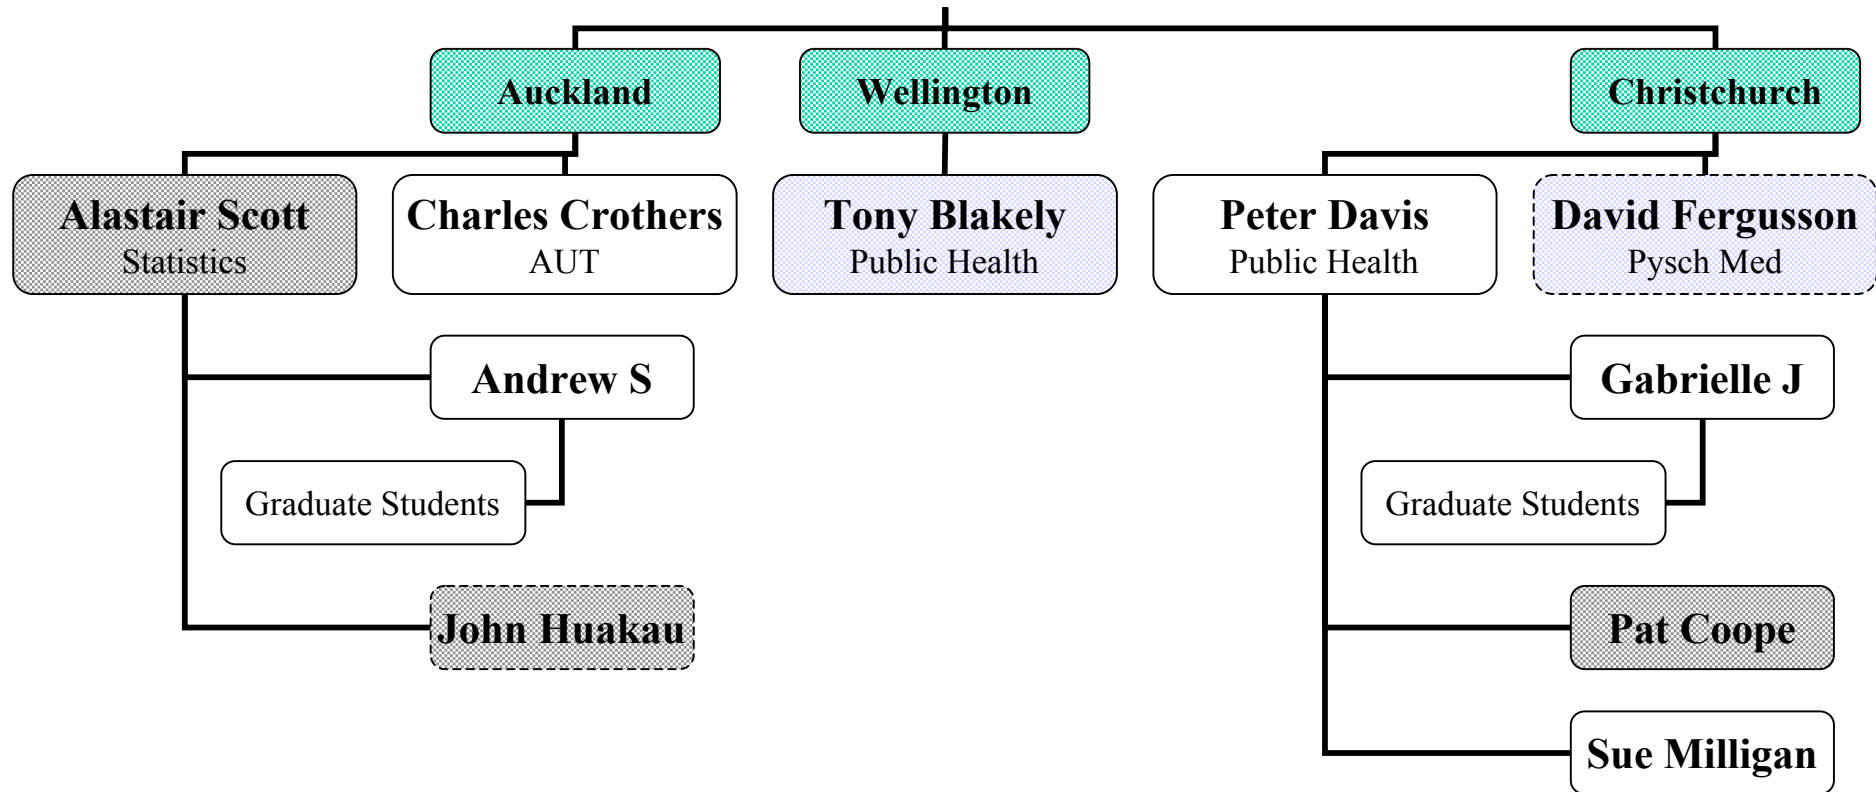 Auckland
Wellington
Christchurch
Alastair Scott
Statistics
Charles Crothers
AUT
Tony Blakely
Public Health
Peter Davis
Public Health
David Fergusson
Pysch Med
Andrew S
Gabrielle J
Graduate Students
Graduate Students
John Huakau
Pat Coope
Sue Milligan